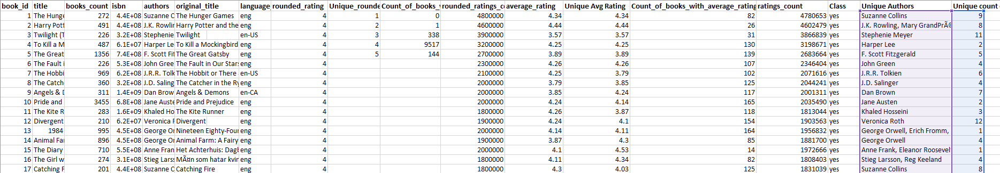 book_id title books_count isbn authors original_title language_ rounded_rating Unique_rounde Count_of_books_v rounded_ratings_c average_rating Unique Avg Rating Count_of_books_with_average_rating ratings_count Class Unique Authors Unique count
1 The Hunge 272 4.4E+08 Suzanne C The Hunger Games eng 4 1 0 4800000 4.34 4.34 82 4780653 yes Suzanne Collins 9
2 Harry Pott 491 4.4E+08 J.K. Rowlin Harry Potter and the eng 4 2 1 4600000 4.44 4.44 26 4602479 yes J.K. Rowling, Mary GrandPrÃ© 8
3 Twilight (T 226 3.2E+08 Stephenie Twilight en-US 4 3 338 3900000 3.57 3.57 31 3866839 yes Stephenie Meyer 11
4 To Kill a M 487 6.1E+07 Harper Lee To Kill a Mockingbird eng 4 4 9517 3200000 4.25 4.25 130 3198671 yes Harper Lee 2
5 The Great 1356 7.4E+08 F. Scott Fit The Great Gatsby eng 4 5 144 2700000 3.89 3.89 139 2683664 yes F. Scott Fitzgerald 5
6 The Fault i 226 5.3E+08 John Gree The Fault in Our Star eng 4 2300000 4.26 4.26 107 2346404 yes John Green 4
7 The Hobbi 969 6.2E+08 J.R.R. Tolk The Hobbit or There en-US 4 2100000 4.25 3.79 102 2071616 yes J.R.R. Tolkien 6
8 The Catch 360 3.2E+08 J.D. Saling The Catcher in the Ry eng 4 2000000 3.79 3.85 125 2044241 yes J.D. Salinger 4
9 Angels & D 311 1.4E+09 Dan Brow Angels & Demons en-CA 4 2000000 3.85 4.24 117 2001311 yes Dan Brown 7
10 Pride and 3455 6.8E+08 Jane Auste Pride and Prejudice eng 4 2000000 4.24 4.14 165 2035490 yes Jane Austen 2
11 The Kite R 283 1.6E+09 Khaled Ho The Kite Runner eng 4 1800000 4.26 3.87 118 1813044 yes Khaled Hosseini 3
12 Divergent 210 6.2E+07 Veronica R Divergent eng 4 1900000 4.24 4.1 154 1903563 yes Veronica Roth 12
13 1984 995 4.5E+08 George Or Nineteen Eighty-Four eng 4 2000000 4.14 4.11 164 1956832 yes George Orwell, Erich Fromm, 1
14 Animal Fa 896 4.5E+08 George Or Animal Farm: A Fairy eng 4 1900000 3.87 4.3 85 1881700 yes George Orwell 4
15 The Diary 710 5.5E+08 Anne Fran Het Achterhuis: Dag eng 4 2000000 4.1 4.53 14 1972666 yes Anne Frank, Eleanor Roosevel 1
16 The Girl w 274 3.1E+08 Stieg Lars MÃ¤n som hatar kvir eng 4 1800000 4.11 4.34 82 1808403 yes Stieg Larsson, Reg Keeland 4
17 Catching F 201 4.4E+08 Suzanne C Catching Fire eng 4 1800000 4.3 4.03 125 1831039 yes Suzanne Collins 8